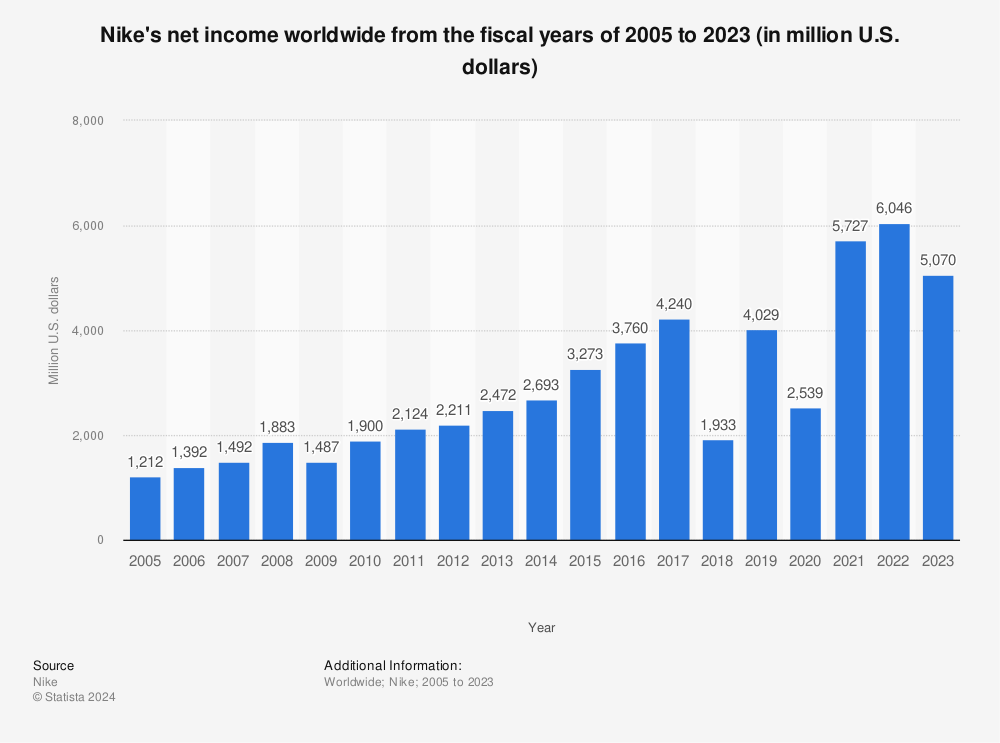 Nike's net income worldwide from the fiscal years of 2005 to 2023 (in million U.S.
dollars)
8,000
6,000
4,000
2,000
0
Million U.S. dollars
1,212
1,392
1,492
1,883
1,487
1,900
2,124
2,211
2,472
2,693
3,273
3,760
4,240
1,933
4,029
2,539
5,727
6,046
5,070
2005 2006 2007 2008 2009 2010 2011 2012 2013 2014 2015 2016 2017 2018 2019 2020 2021 2022 2023
Year
Source
Nike
© Statista 2024
Additional Information:
Worldwide; Nike; 2005 to 2023